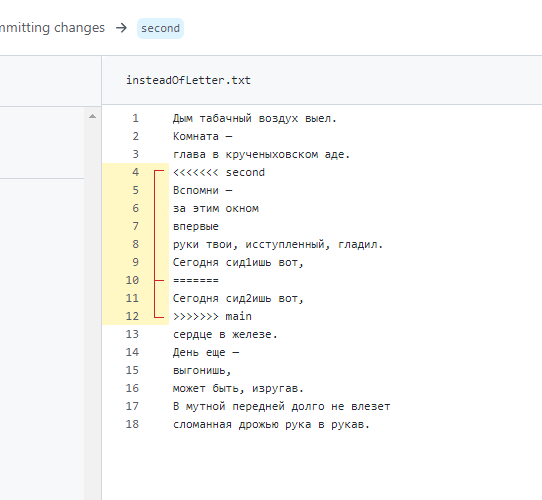 mmitting changes → second
insteadOfLetter.txt
1 Дым табачный воздух выел.
2 Комната —
3 глава в крученыховском аде.
4 <<<<<<< second
5 Вспомни —
6 за этим окном
7 впервые
8 руки твои, исступленный, гладил.
9 Сегодня сид1ишь вот,
10 =======
11 Сегодня сид2ишь вот,
12 >>>>>>> main
13 сердце в железе.
14 День еще —
15 выгонишь,
16 может быть, изругав.
17 В мутной передней долго не влезет
18 сломанная дрожью рука в рукав.